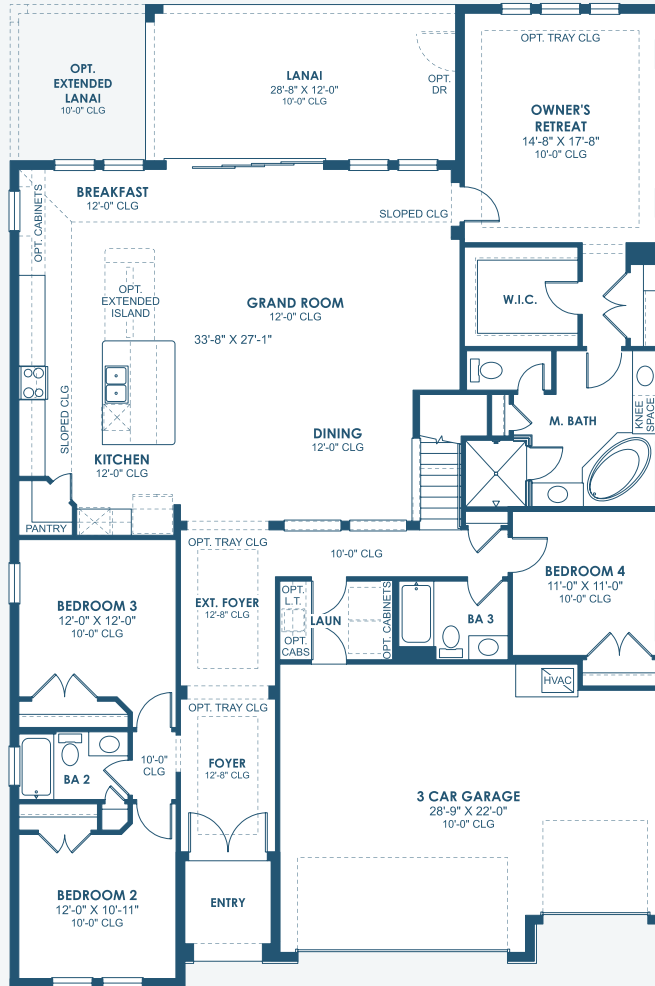 OPT.
EXTENDED
LANAI
10'-0" CLG
LANAI
28'-8" X 12'-0"
10'-0" CLG
OPT.
DR
OPT. TRAY CLG
OWNER'S
RETREAT
14'-8" X 17'-8"
10'-0" CLG
BREAKFAST
12'-0" CLG
OPT. CABINETS
SLOPED CLG
OPT.
EXTENDED
ISLAND
GRAND ROOM
12'-0" CLG
33'-8" X 27'-1"
W.I.C.
SLOPED CLG
KITCHEN
12'-0" CLG
DINING
12'-0" CLG
M. BATH
KNEE
SPACE
PANTRY
OPT. TRAY CLG
10'-0" CLG
BEDROOM 3
12'-0" X 12'-0"
10'-0" CLG
EXT. FOYER
12'-8" CLG
OPT.
L.T.
LAUN
OPT.
CABS
OPT. CABINETS
BA 3
BEDROOM 4
11'-0" X 11'-0"
10'-0" CLG
HVAC
OPT. TRAY CLG
FOYER
12'-8" CLG
10'-0"
CLG
BA 2
3 CAR GARAGE
28'-9" X 22'-0"
10'-0" CLG
BEDROOM 2
12'-0" X 10'-11"
10'-0" CLG
ENTRY